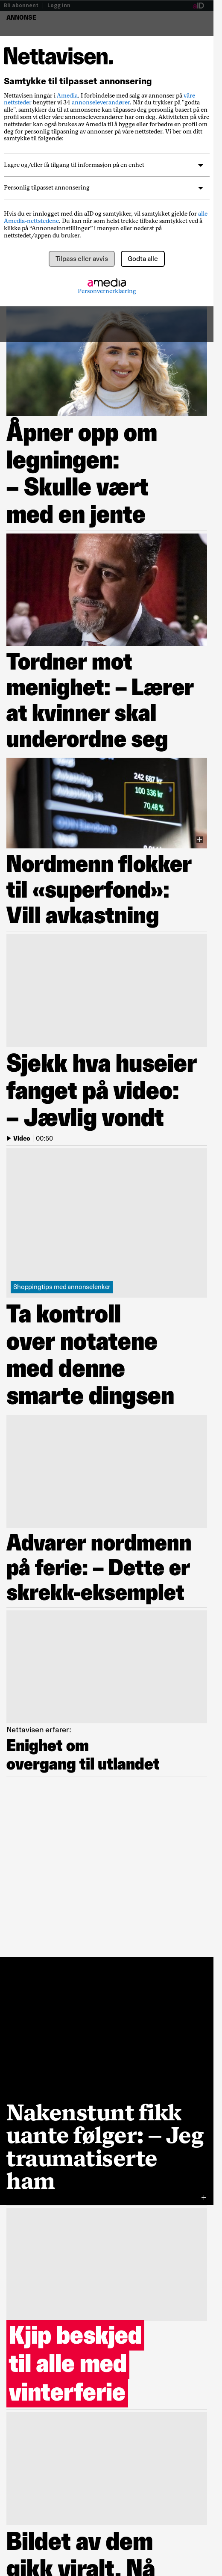 Bli abonnent | Logg inn
ANNONSE
Nettavisen.
Samtykke til tilpasset annonsering
Nettavisen inngår i Amedia. I forbindelse med salg av annonser på våre
nettsteder benytter vi 34 annonseleverandører. Når du trykker på "godta
alle", samtykker du til at annonsene kan tilpasses deg personlig basert på en
profil som vi eller våre annonseleverandører har om deg. Aktiviteten på våre
nettsteder kan også brukes av Amedia til å bygge eller forbedre en profil om
deg for personlig tilpasning av annonser på våre nettsteder. Vi ber om ditt
samtykke til følgende:
Lagre og/eller få tilgang til informasjon på en enhet
Personlig tilpasset annonsering
Hvis du er innlogget med din aID og samtykker, vil samtykket gjelde for alle
Amedia-nettstedene. Du kan når som helst trekke tilbake samtykket ved å
klikke på “Annonseinnstillinger” i menyen eller nederst på
nettstedet/appen du bruker.
Tilpass eller avvis
Godta alle
amedia
Personvernerklæring
Åpner opp om
legningen:
– Skulle vært
med en jente
Tordner mot
menighet: – Lærer
at kvinner skal
underordne seg
242 687 kr
100 336 kr
70,48 %
Nordmenn flokker
til «superfond»:
Vill avkastning
Sjekk hva huseier
fanget på video:
– Jævlig vondt
Video | 00:50
Shoppingtips med annonselenker
Ta kontroll
over notatene
med denne
smarte dingsen
Advarer nordmenn
på ferie: – Dette er
skrekk-eksemplet
Nettavisen erfarer:
Enighet om
overgang til utlandet
Nakenstunt fikk
uante følger: – Jeg
traumatiserte
ham
Kjip beskjed
til alle med
vinterferie
Bildet av dem
gikk viralt. Nå